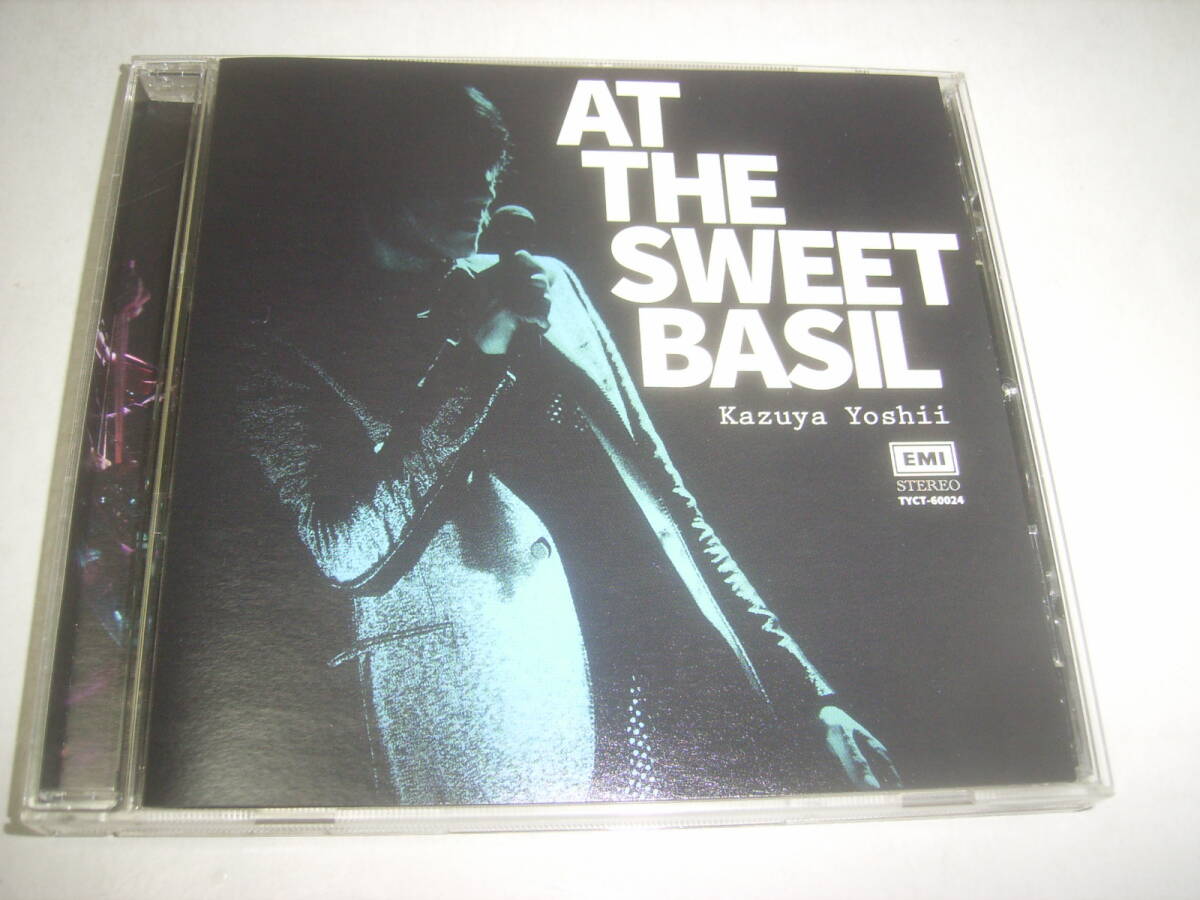 AT
THE
SWEET
BASIL
Kazuya Yoshii
EMI
STEREO
TYCT-60024